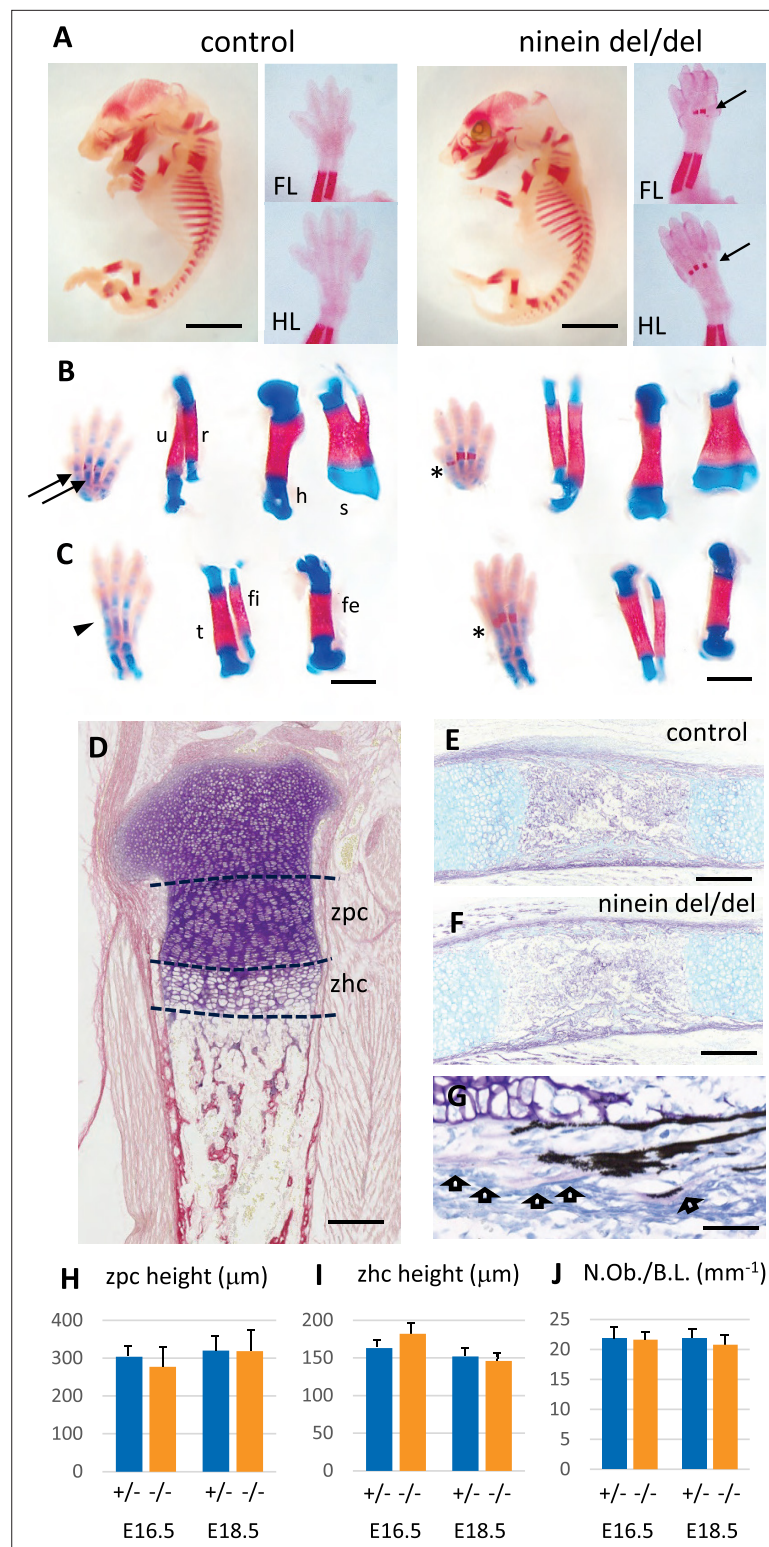 A control ninein del/del
FL FL
HL HL
B
u r h s
*
C
t fi fe
*
D
zpc
zhc
E control
F ninein del/del
G
H zpc height (μm)
400
300
200
100
0
+/- -/- +/- -/-
E16.5 E18.5
I zhc height (μm)
200
150
100
50
0
+/- -/- +/- -/-
E16.5 E18.5
J N.Ob./B.L. (mm⁻¹)
25
20
15
10
5
0
+/- -/- +/- -/-
E16.5 E18.5